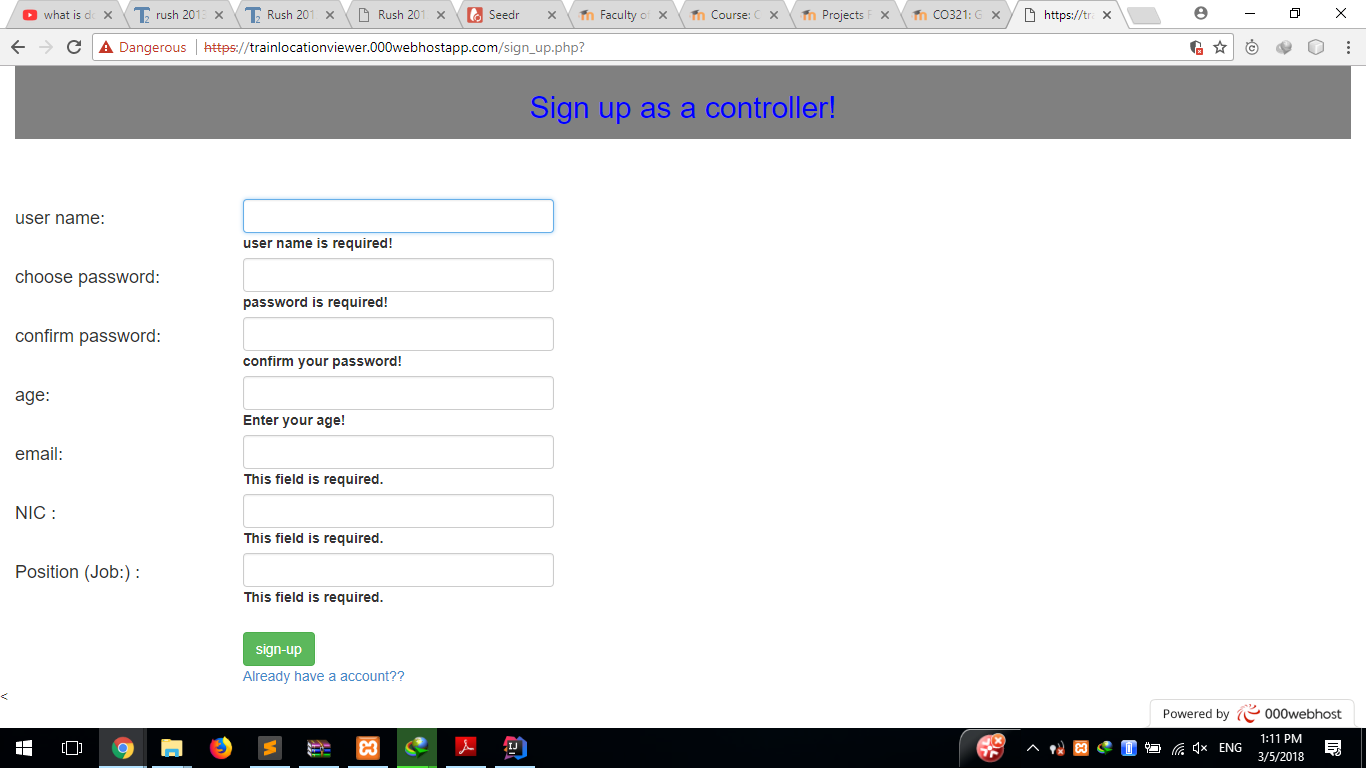 what is d
rush 2013
Rush 201
Rush 201
Seedr
Faculty of
Course: C
Projects F
CO321: G
https://tra
Dangerous
https://trainlocationviewer.000webhostapp.com/sign_up.php?
Sign up as a controller!
user name:
user name is required!
choose password:
password is required!
confirm password:
confirm your password!
age:
Enter your age!
email:
This field is required.
NIC :
This field is required.
Position (Job:) :
This field is required.
sign-up
Already have a account??
<
Powered by 000webhost
ENG
1:11 PM
3/5/2018